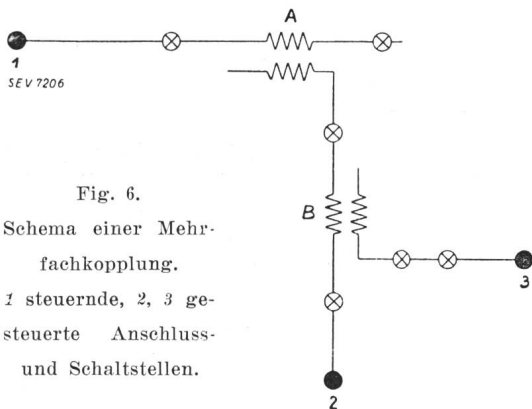 A
1
SEV 7206
B
3
2
Fig. 6.
Schema einer Mehr-
fachkopplung.
1 steuernde, 2, 3 ge-
steuerte Anschluss-
und Schaltstellen.